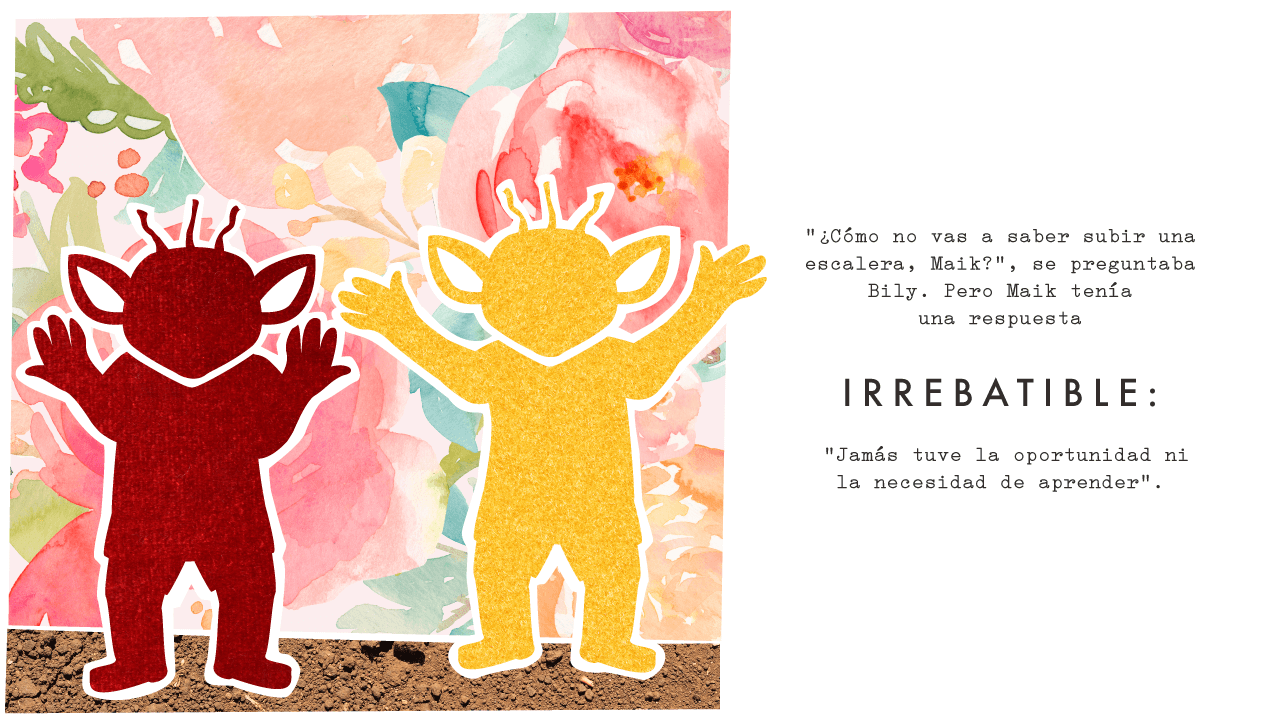 "¿Cómo no vas a saber subir una
escalera, Maik?", se preguntaba
Bily. Pero Maik tenía
una respuesta
IRREBATIBLE:
"Jamás tuve la oportunidad ni
la necesidad de aprender".